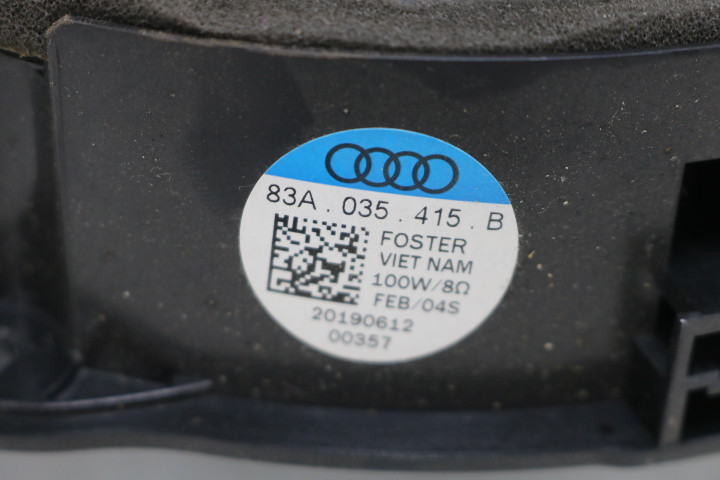 83A . 035 . 415 . B
FOSTER
VIET NAM
100W/8Ω
FEB/04S
20190612
00357